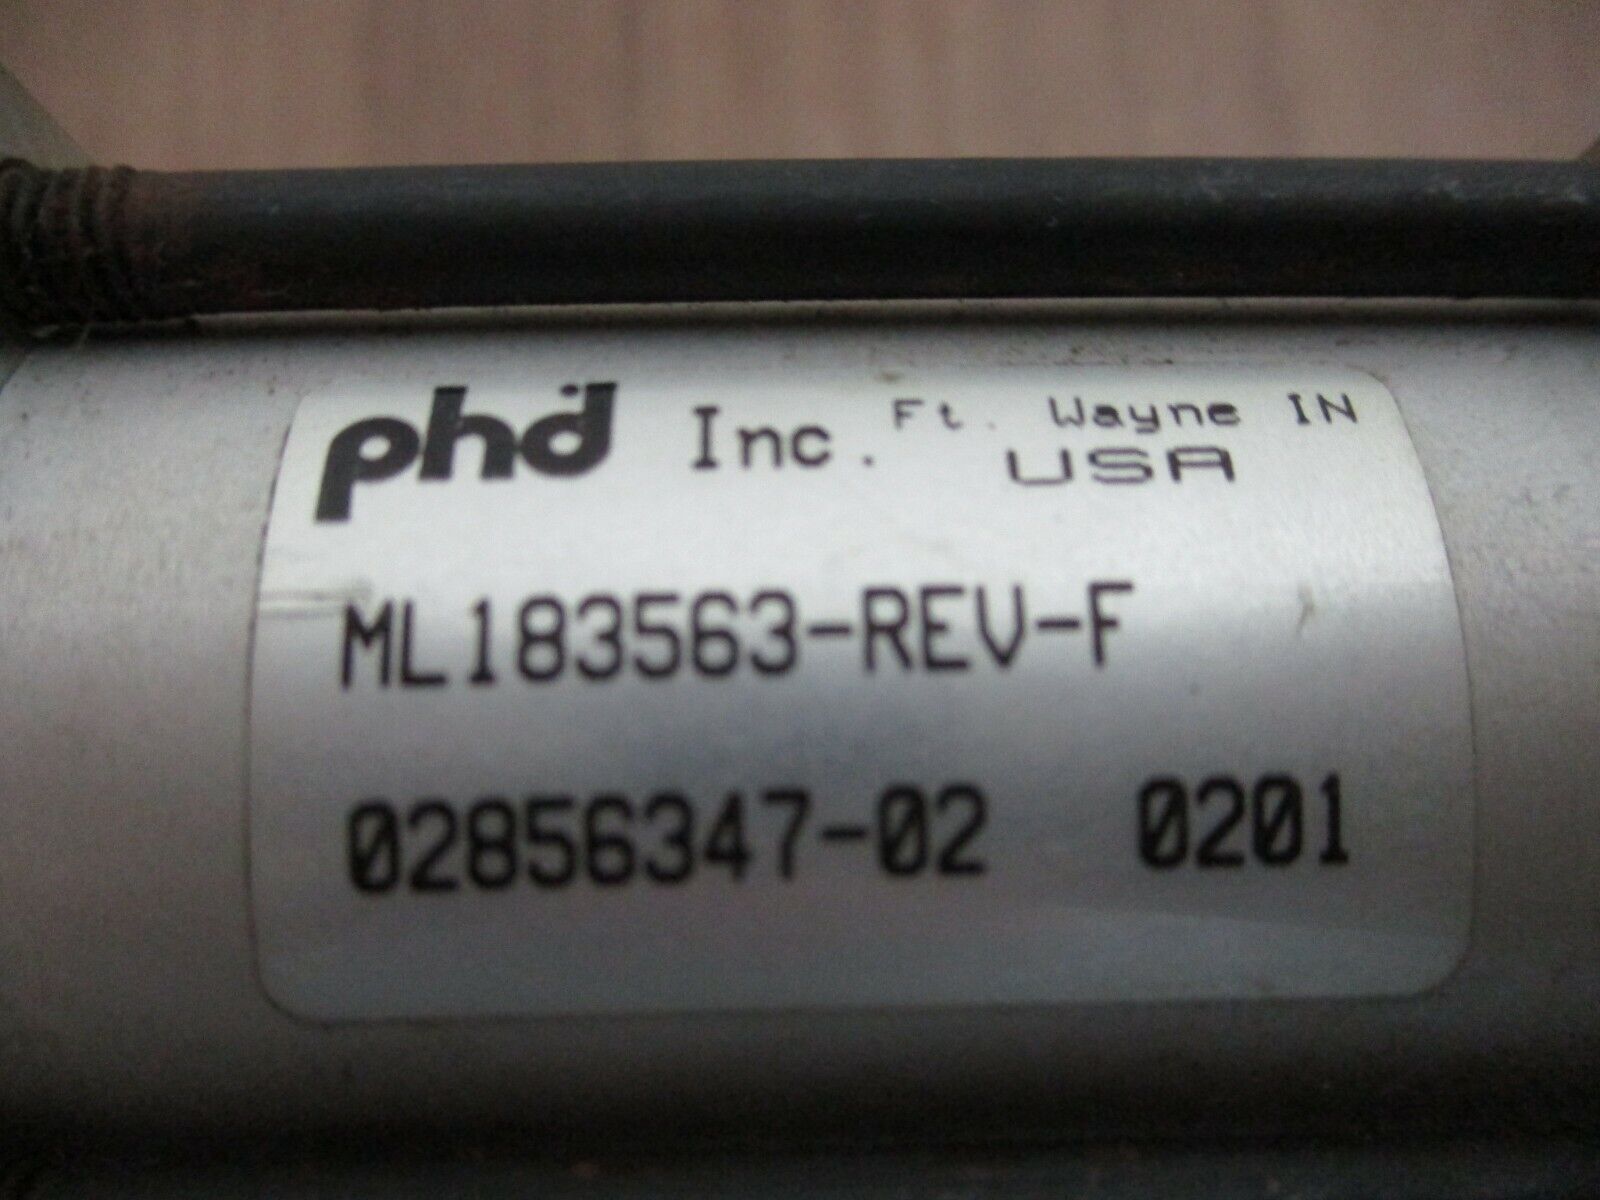 phd Inc. Ft. Wayne IN
USA
ML183563-REV-F
02856347-02 0201